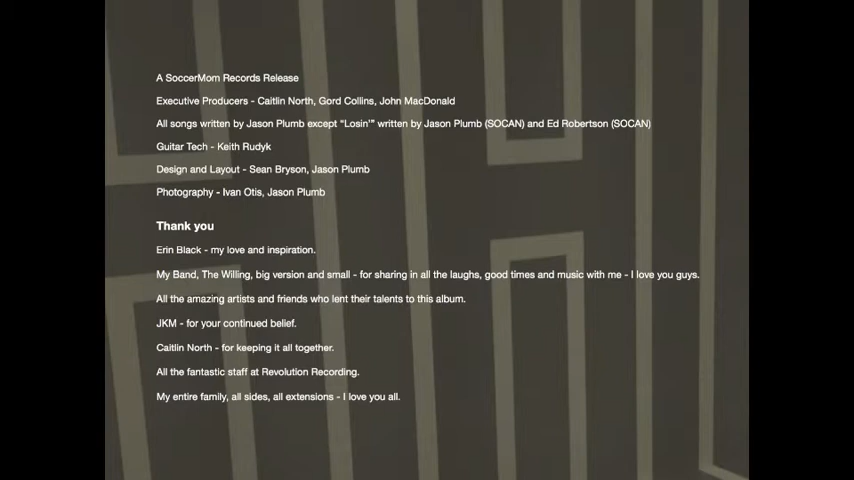 A SoccerMom Records Release
Executive Producers - Caitlin North, Gord Collins, John MacDonald
All songs written by Jason Plumb except “Losin’” written by Jason Plumb (SOCAN) and Ed Robertson (SOCAN)
Guitar Tech - Keith Rudyk
Design and Layout - Sean Bryson, Jason Plumb
Photography - Ivan Otis, Jason Plumb
Thank you
Erin Black - my love and inspiration.
My Band, The Willing, big version and small - for sharing in all the laughs, good times and music with me - I love you guys.
All the amazing artists and friends who lent their talents to this album.
JKM - for your continued belief.
Caitlin North - for keeping it all together.
All the fantastic staff at Revolution Recording.
My entire family, all sides, all extensions - I love you all.